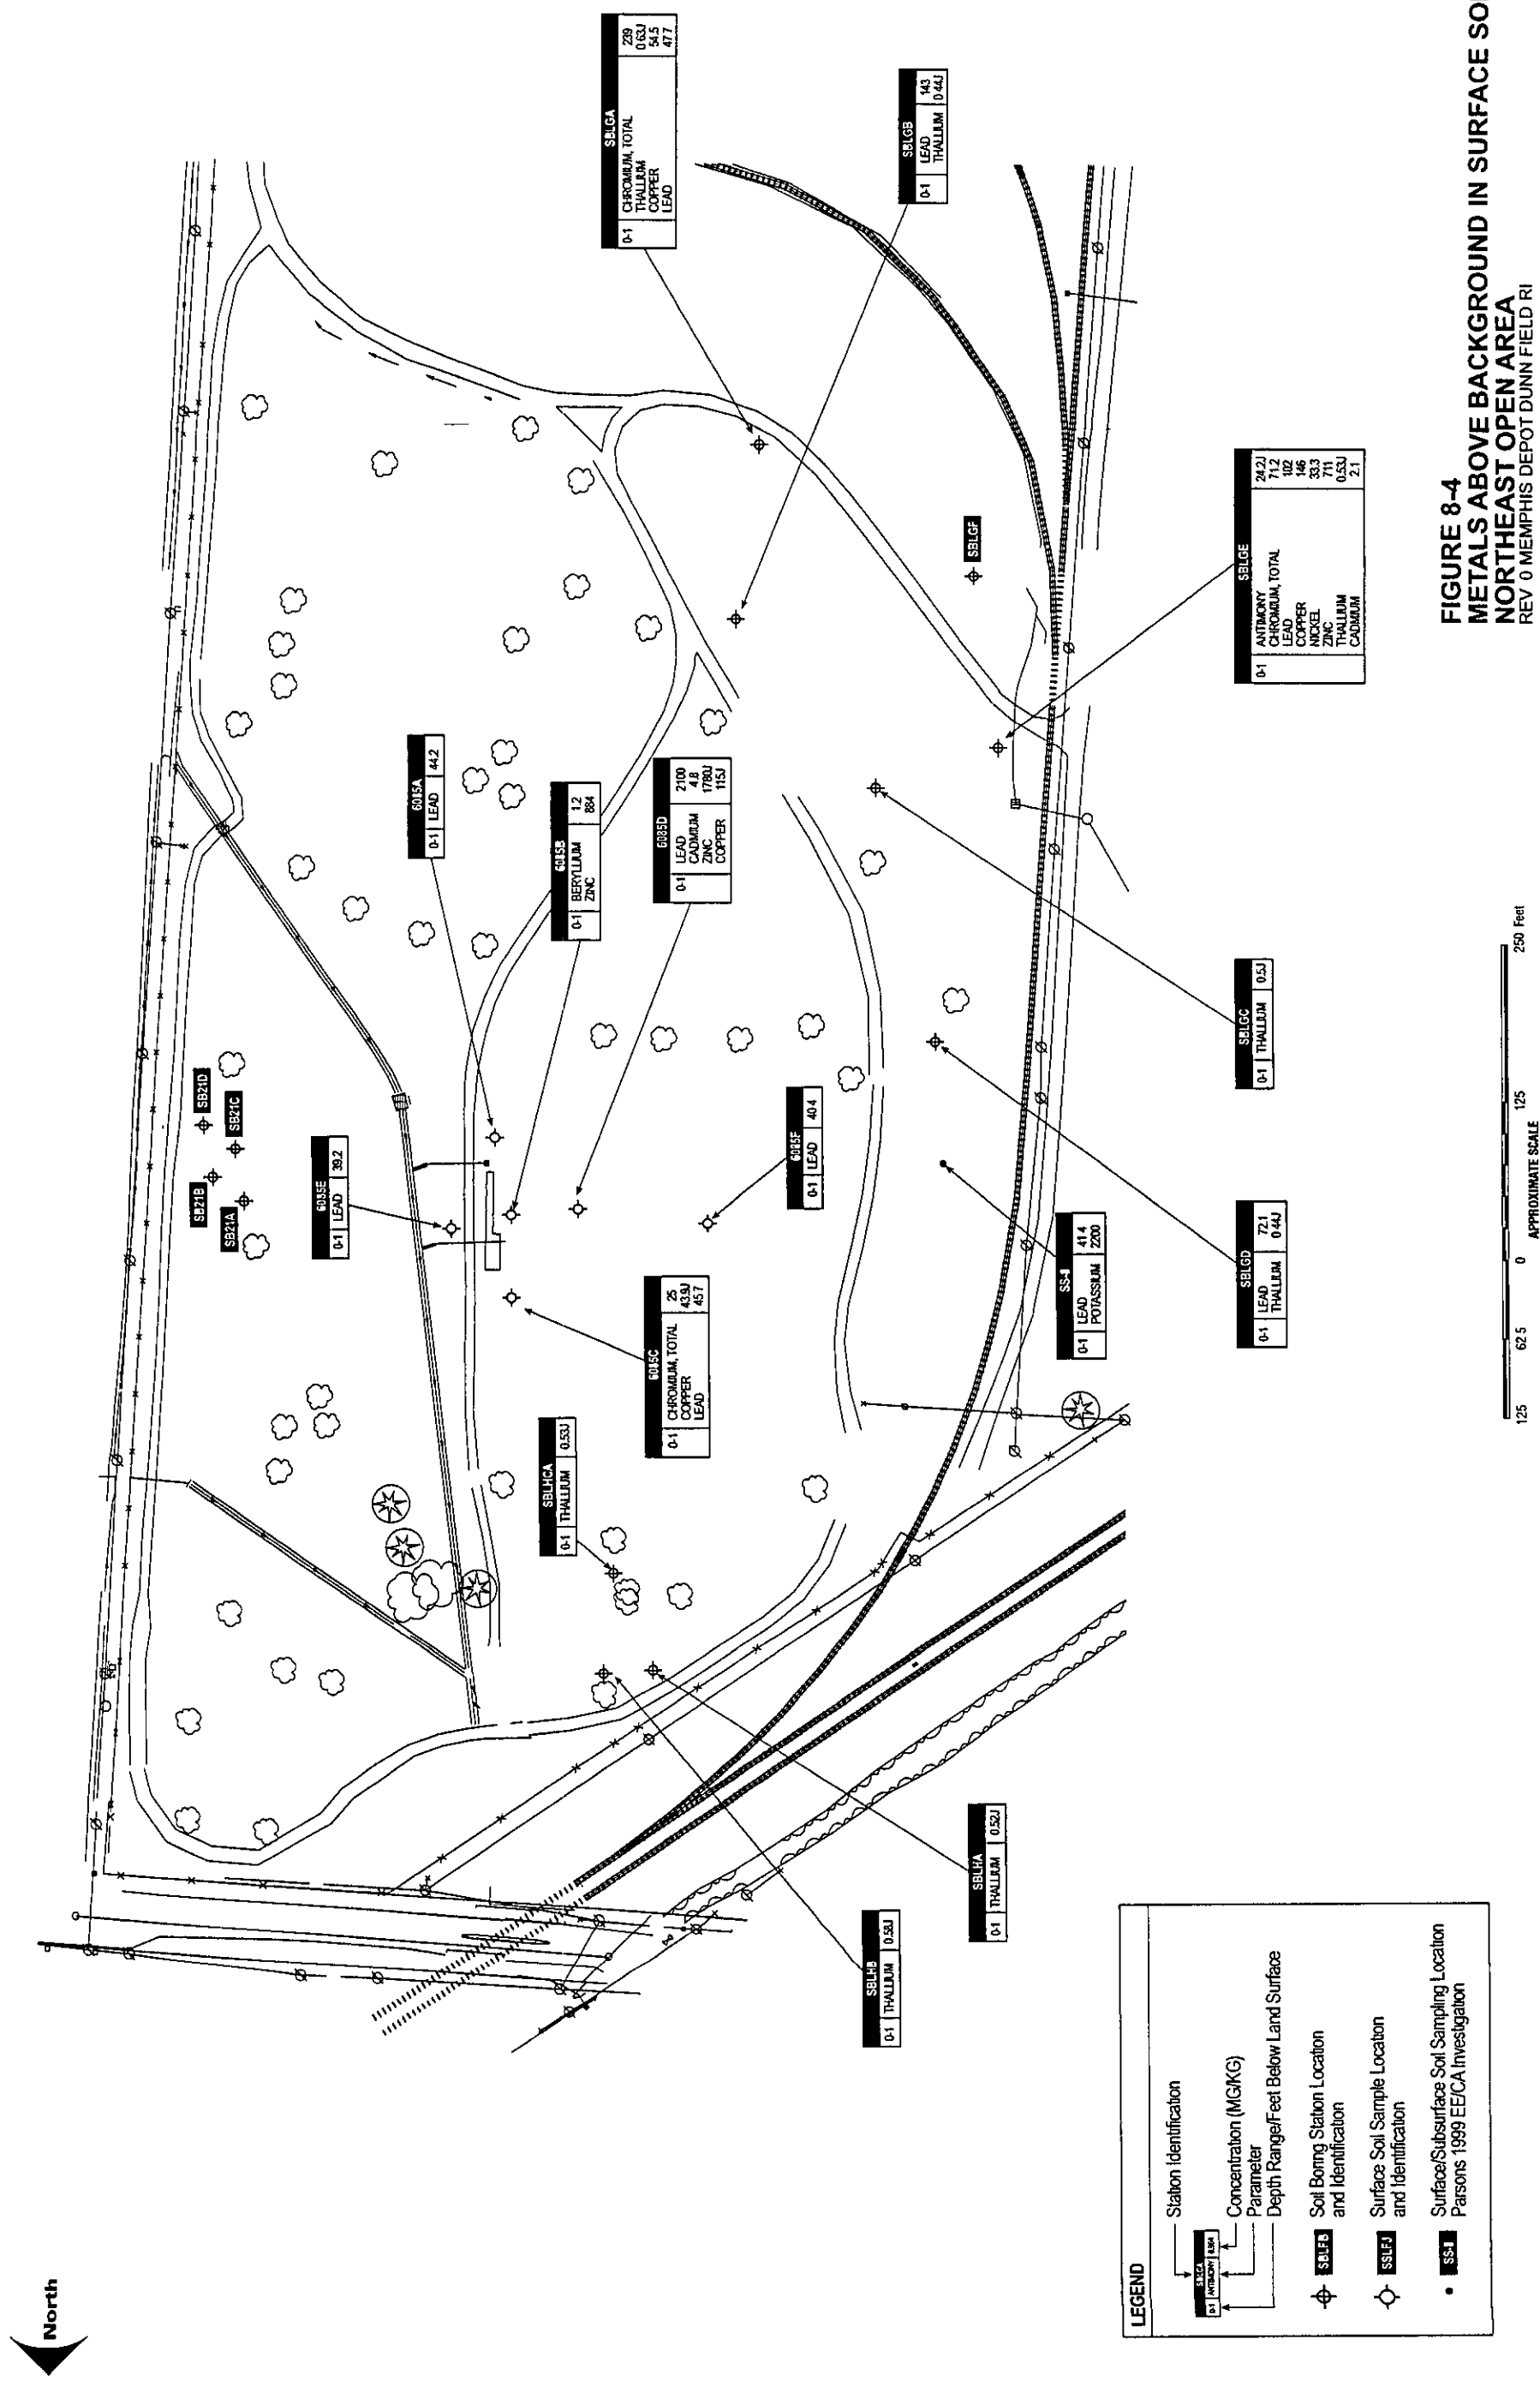 North
SBLGA
0-1 CHROMIUM, TOTAL 239
THALLIUM 0.63J
COPPER 54.5
LEAD 47.7
SBLGB
0-1 LEAD 143
THALLIUM 0.44J
SBLGF
SBLGE
0-1 ANTIMONY 24.2J
CHROMIUM, TOTAL 71.2
LEAD 102
COPPER 146
NICKEL 33.3
ZINC 711
THALLIUM 0.53J
CADMIUM 2.1
6085A
0-1 LEAD 44.2
6085B
0-1 BERYLLIUM 1.2
ZINC 884
6085D
0-1 LEAD 2100
CADMIUM 4.8
ZINC 1780J
COPPER 115J
SB21D
SB21C
SB21B
SB21A
6085E
0-1 LEAD 39.2
6085F
0-1 LEAD 40.4
6085C
0-1 CHROMIUM, TOTAL 25
COPPER 43.9J
LEAD 45.7
SBLGC
0-1 THALLIUM 0.5J
SS-
0-1 LEAD 41.4
POTASSIUM 2200
SBLGD
0-1 LEAD 72.1
THALLIUM 0.44J
SBLHCA
0-1 THALLIUM 0.53J
SBLHA
0-1 THALLIUM 0.52J
SBLHB
0-1 THALLIUM 0.58J
125 62.5 0 125 250 Feet
APPROXIMATE SCALE
LEGEND
0-1 ANTIMONY
Station Identification
Concentration (MG/KG)
Parameter
Depth Range/Feet Below Land Surface
SBLFB Soil Boring Station Location
and Identification
SSLFJ Surface Soil Sample Location
and Identification
Surface/Subsurface Soil Sampling Location
Parsons 1999 EE/CA Investigation
FIGURE 8-4
METALS ABOVE BACKGROUND IN SURFACE SO
NORTHEAST OPEN AREA
REV 0 MEMPHIS DEPOT DUNN FIELD RI